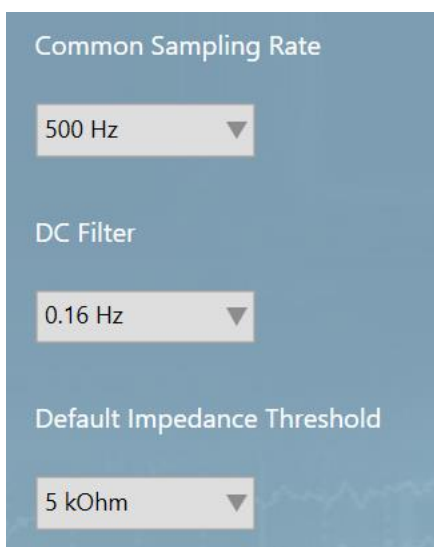 Common Sampling Rate
500 Hz
DC Filter
0.16 Hz
Default Impedance Threshold
5 kOhm